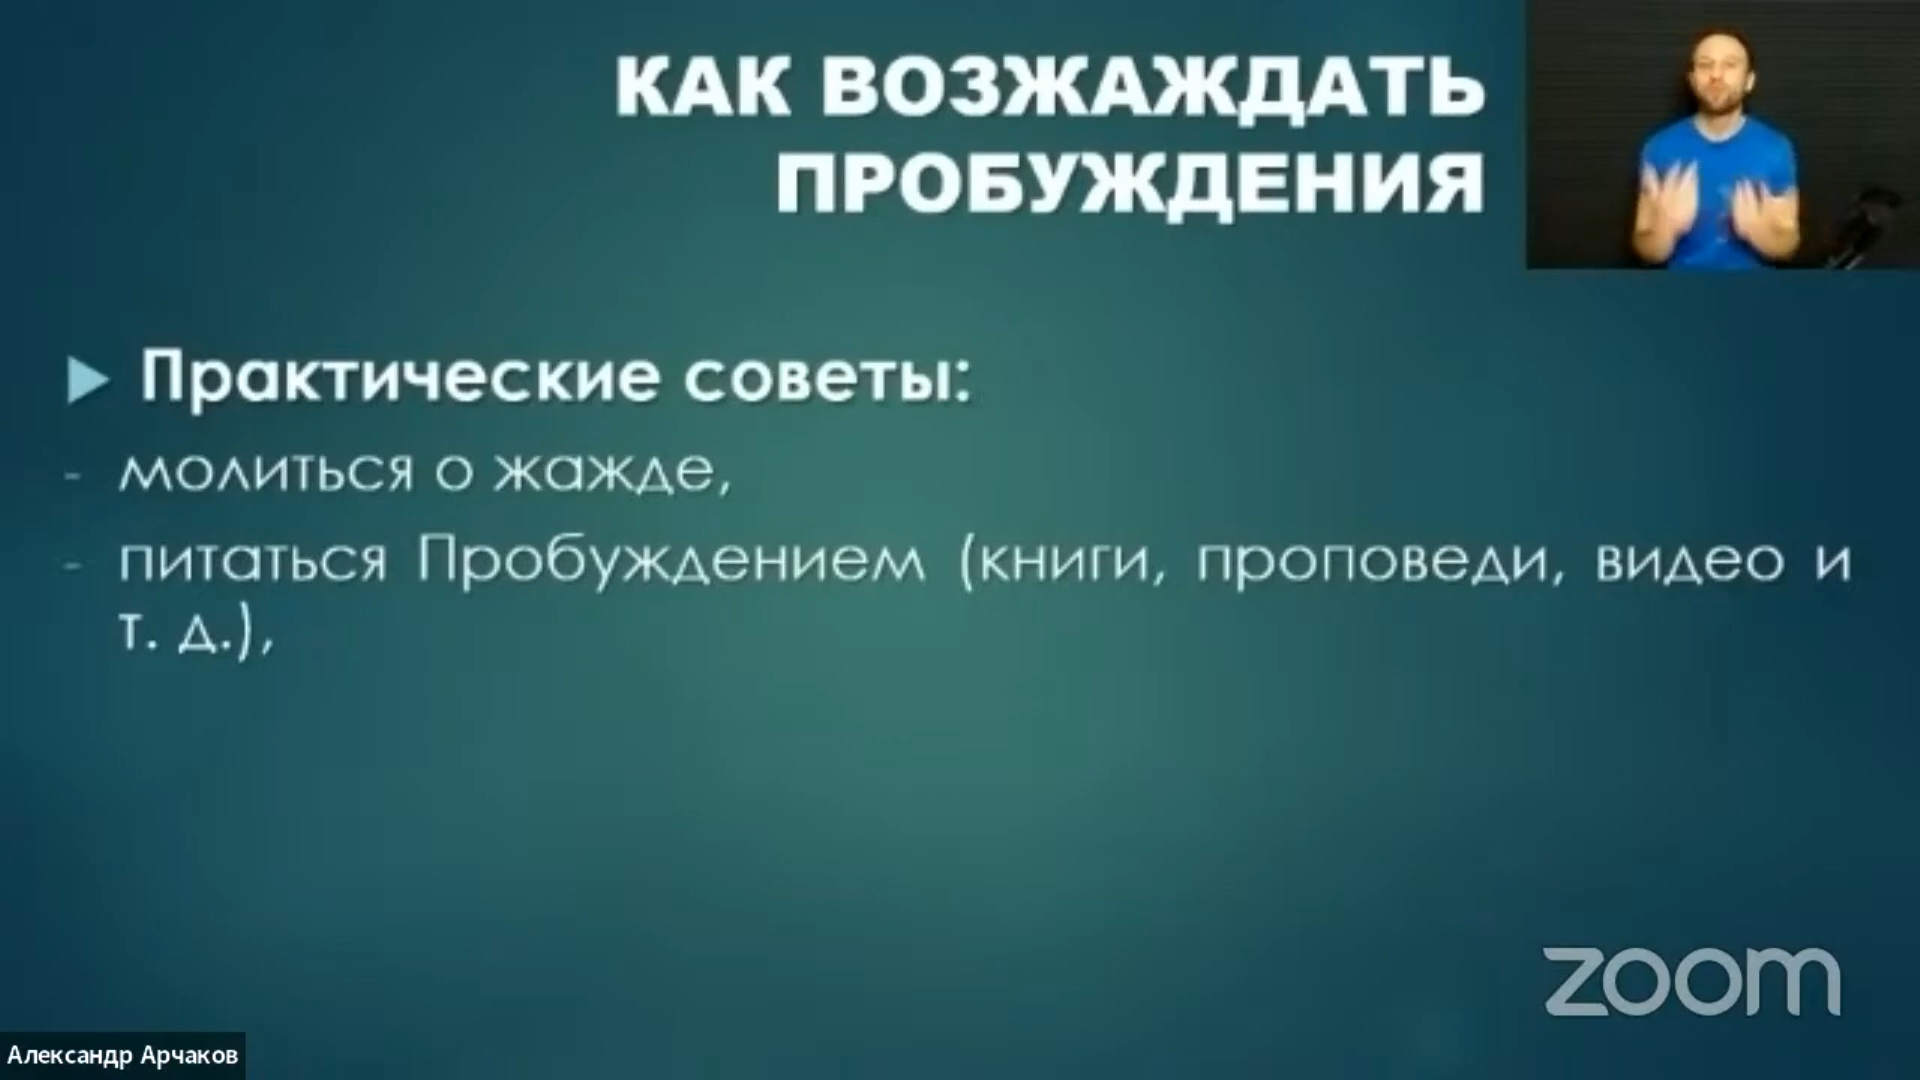 КАК ВОЗЖАЖДАТЬ
ПРОБУЖДЕНИЯ
Практические советы:
- молиться о жажде,
- питаться Пробуждением (книги, проповеди, видео и
т. д.),
zoom
Александр Арчаков